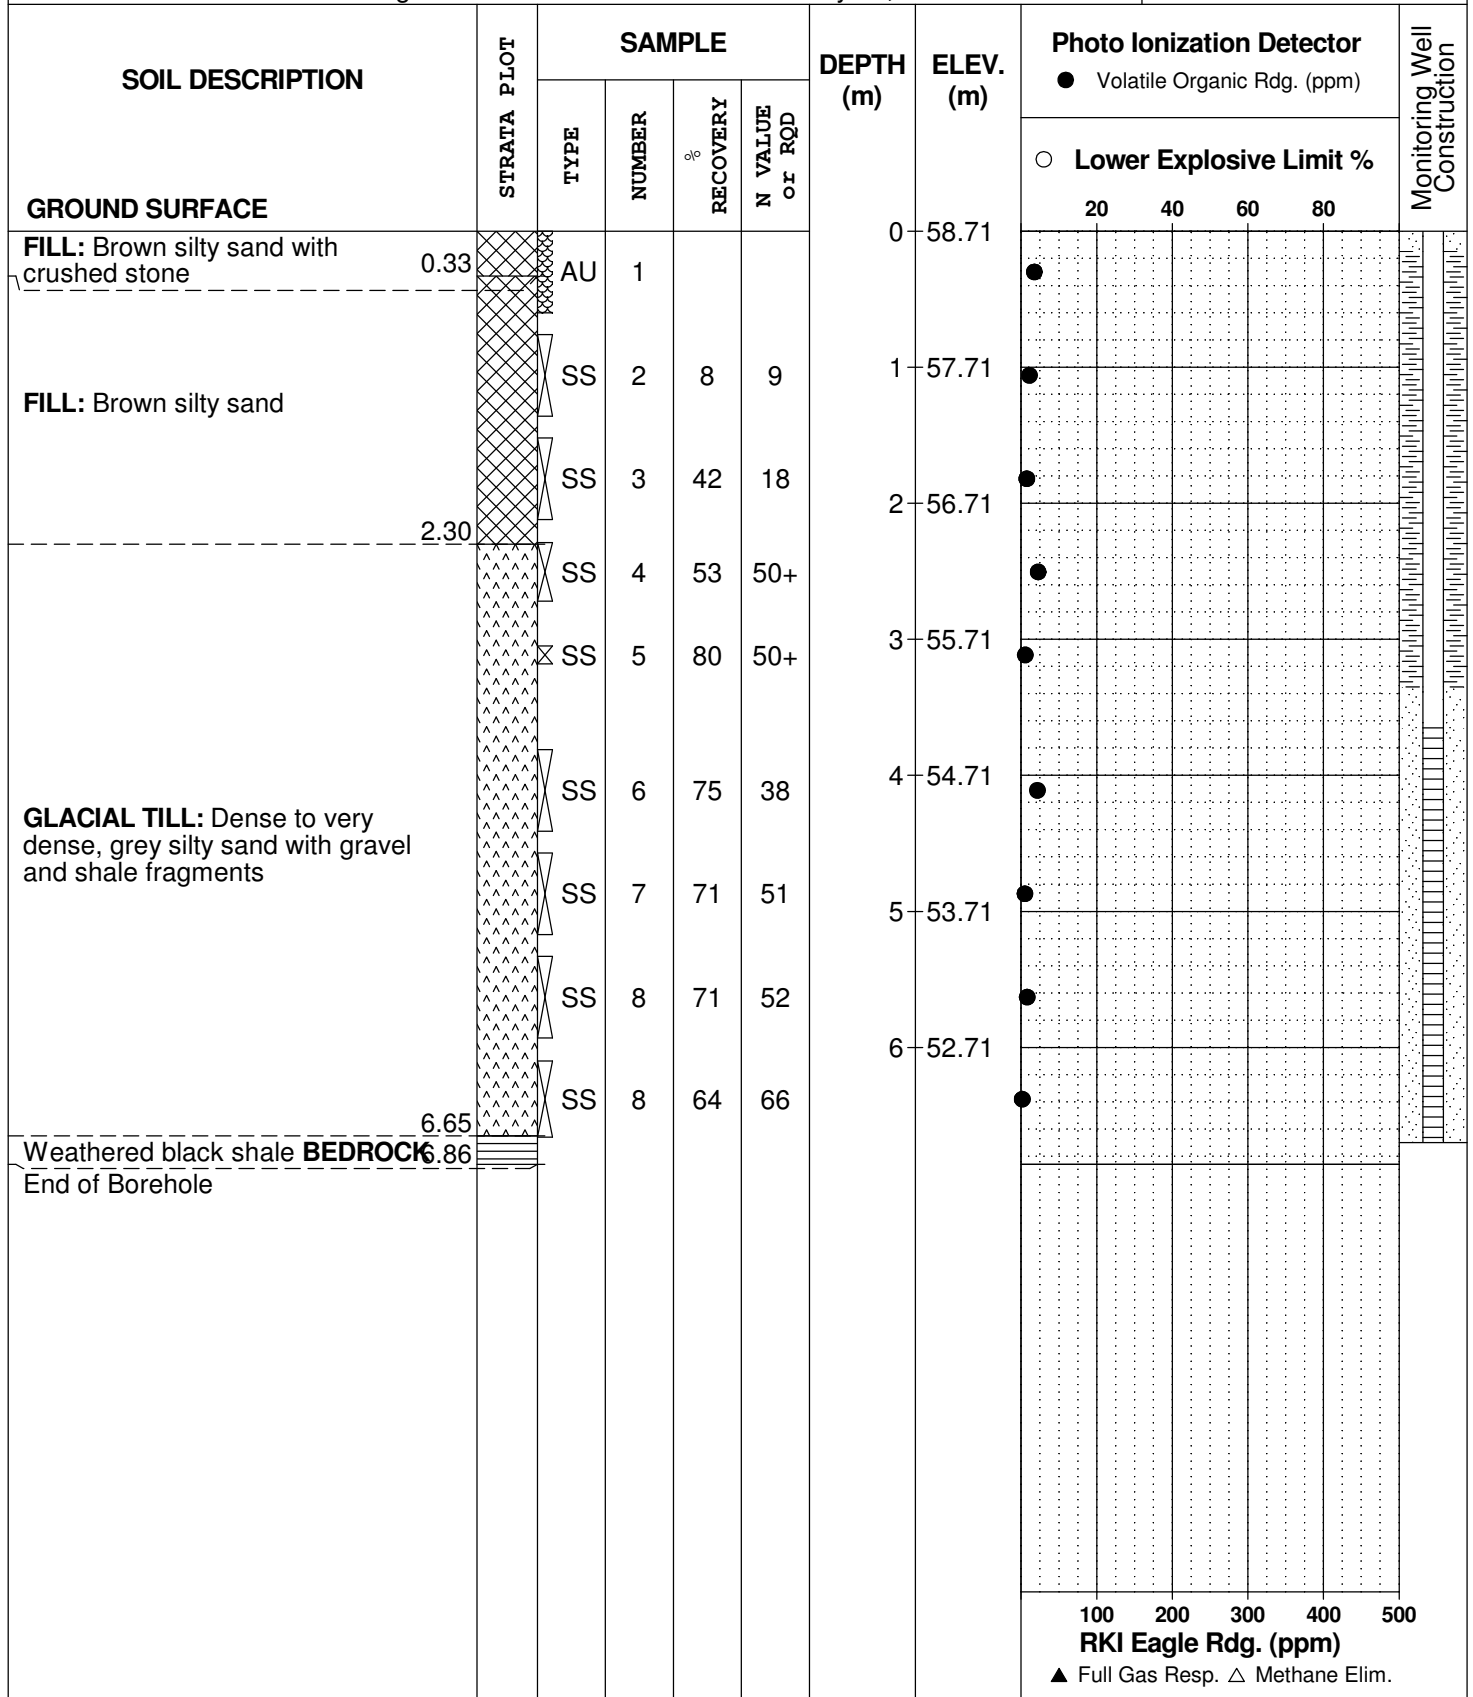 SOIL DESCRIPTION
STRATA PLOT
SAMPLE
TYPE
NUMBER
% RECOVERY
N VALUE or RQD
DEPTH (m)
ELEV. (m)
Photo Ionization Detector
● Volatile Organic Rdg. (ppm)
○ Lower Explosive Limit %
20 40 60 80
Monitoring Well Construction
GROUND SURFACE
0 58.71
FILL: Brown silty sand with
crushed stone
0.33
AU 1
SS 2 8 9
1 57.71
FILL: Brown silty sand
SS 3 42 18
2 56.71
2.30
SS 4 53 50+
3 55.71
SS 5 80 50+
4 54.71
SS 6 75 38
GLACIAL TILL: Dense to very
dense, grey silty sand with gravel
and shale fragments
SS 7 71 51
5 53.71
SS 8 71 52
6 52.71
SS 8 64 66
6.65
Weathered black shale BEDROCK 6.86
End of Borehole
100 200 300 400 500
RKI Eagle Rdg. (ppm)
▲ Full Gas Resp. △ Methane Elim.